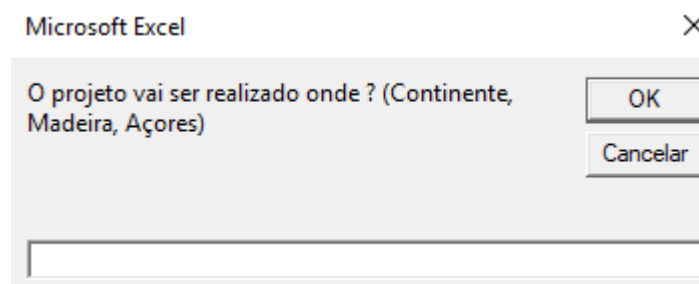 Microsoft Excel
O projeto vai ser realizado onde ? (Continente,
Madeira, Açores)
OK
Cancelar